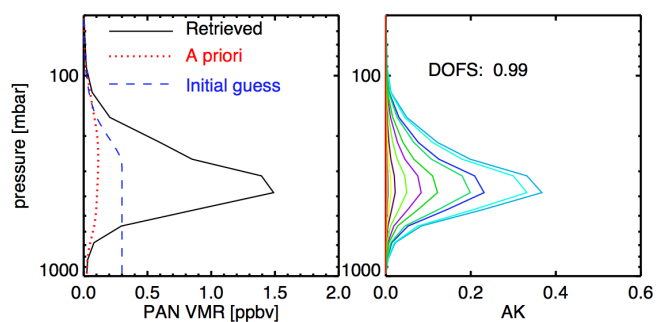 Retrieved
A priori
Initial guess
100
1000
pressure [mbar]
0.0 0.5 1.0 1.5 2.0
PAN VMR [ppbv]
DOFS: 0.99
100
1000
0.0 0.2 0.4 0.6
AK